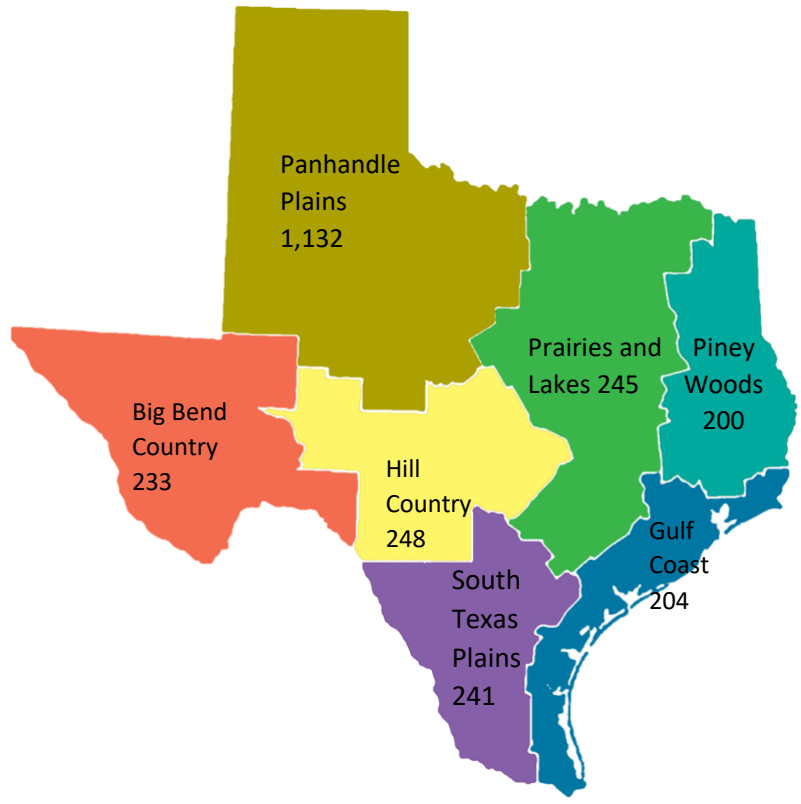 Panhandle
Plains
1,132
Prairies and
Lakes 245
Piney
Woods
200
Big Bend
Country
233
Hill
Country
248
Gulf
Coast
204
South
Texas
Plains
241